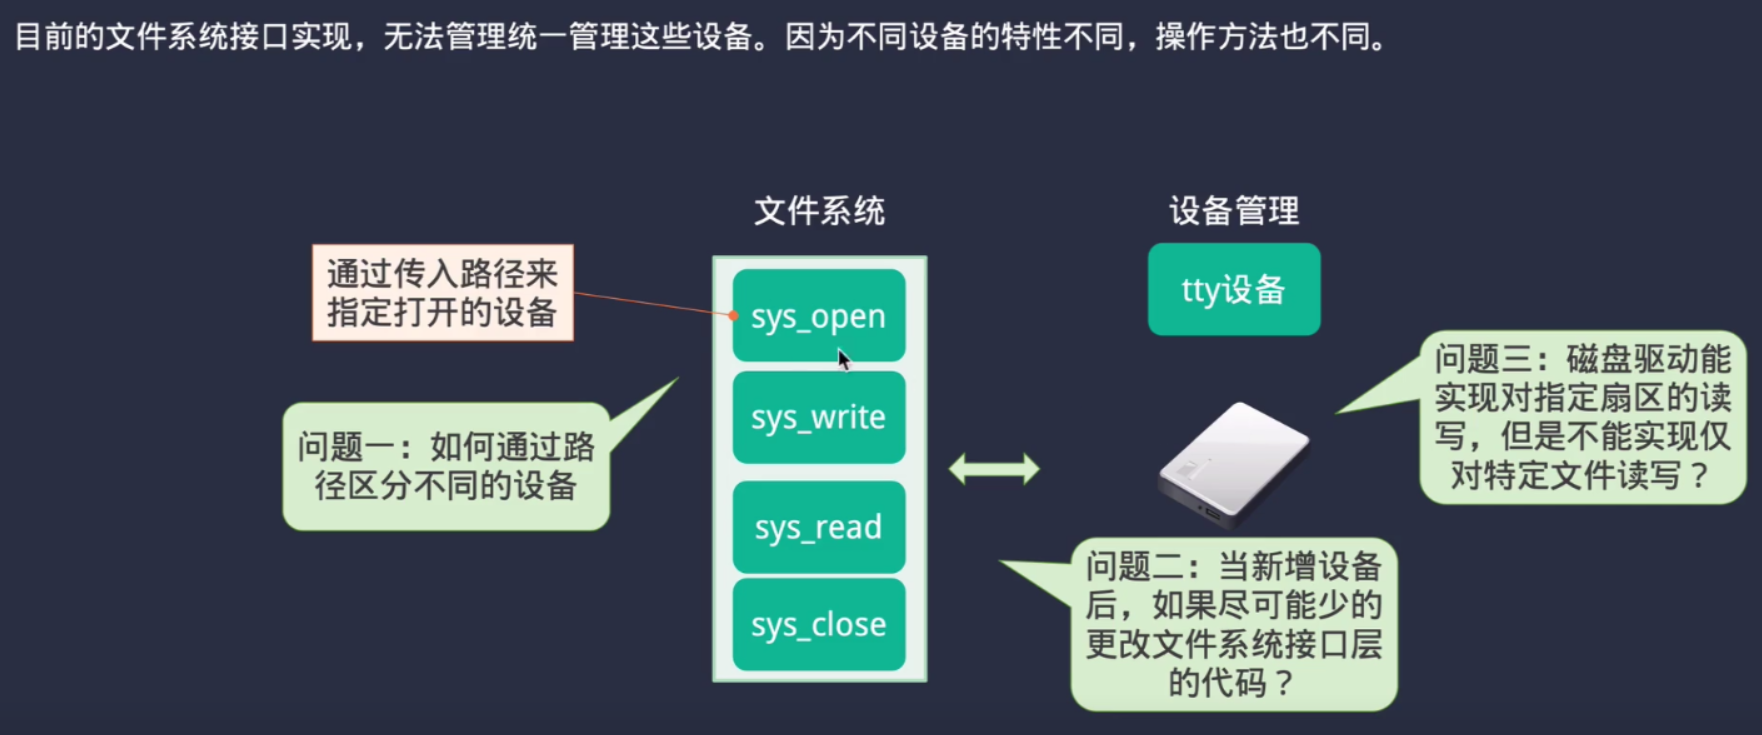 目前的文件系统接口实现，无法管理统一管理这些设备。因为不同设备的特性不同，操作方法也不同。
文件系统
设备管理
通过传入路径来
指定打开的设备
sys_open
tty设备
问题一：如何通过路
径区分不同的设备
sys_write
问题三：磁盘驱动能
实现对指定扇区的读
写，但是不能实现仅
对特定文件读写？
sys_read
sys_close
问题二：当新增设备
后，如果尽可能少的
更改文件系统接口层
的代码？